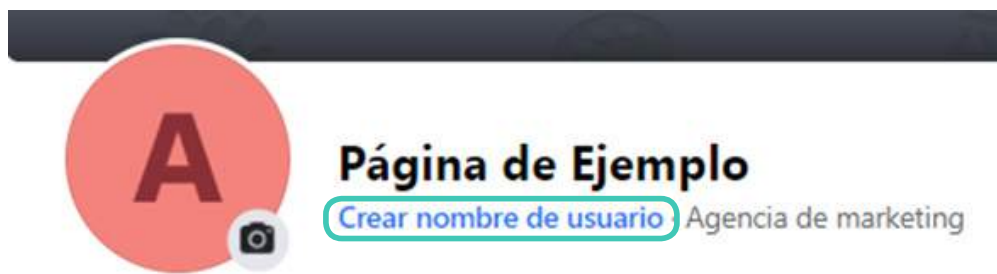 A
Página de Ejemplo
Crear nombre de usuario · Agencia de marketing